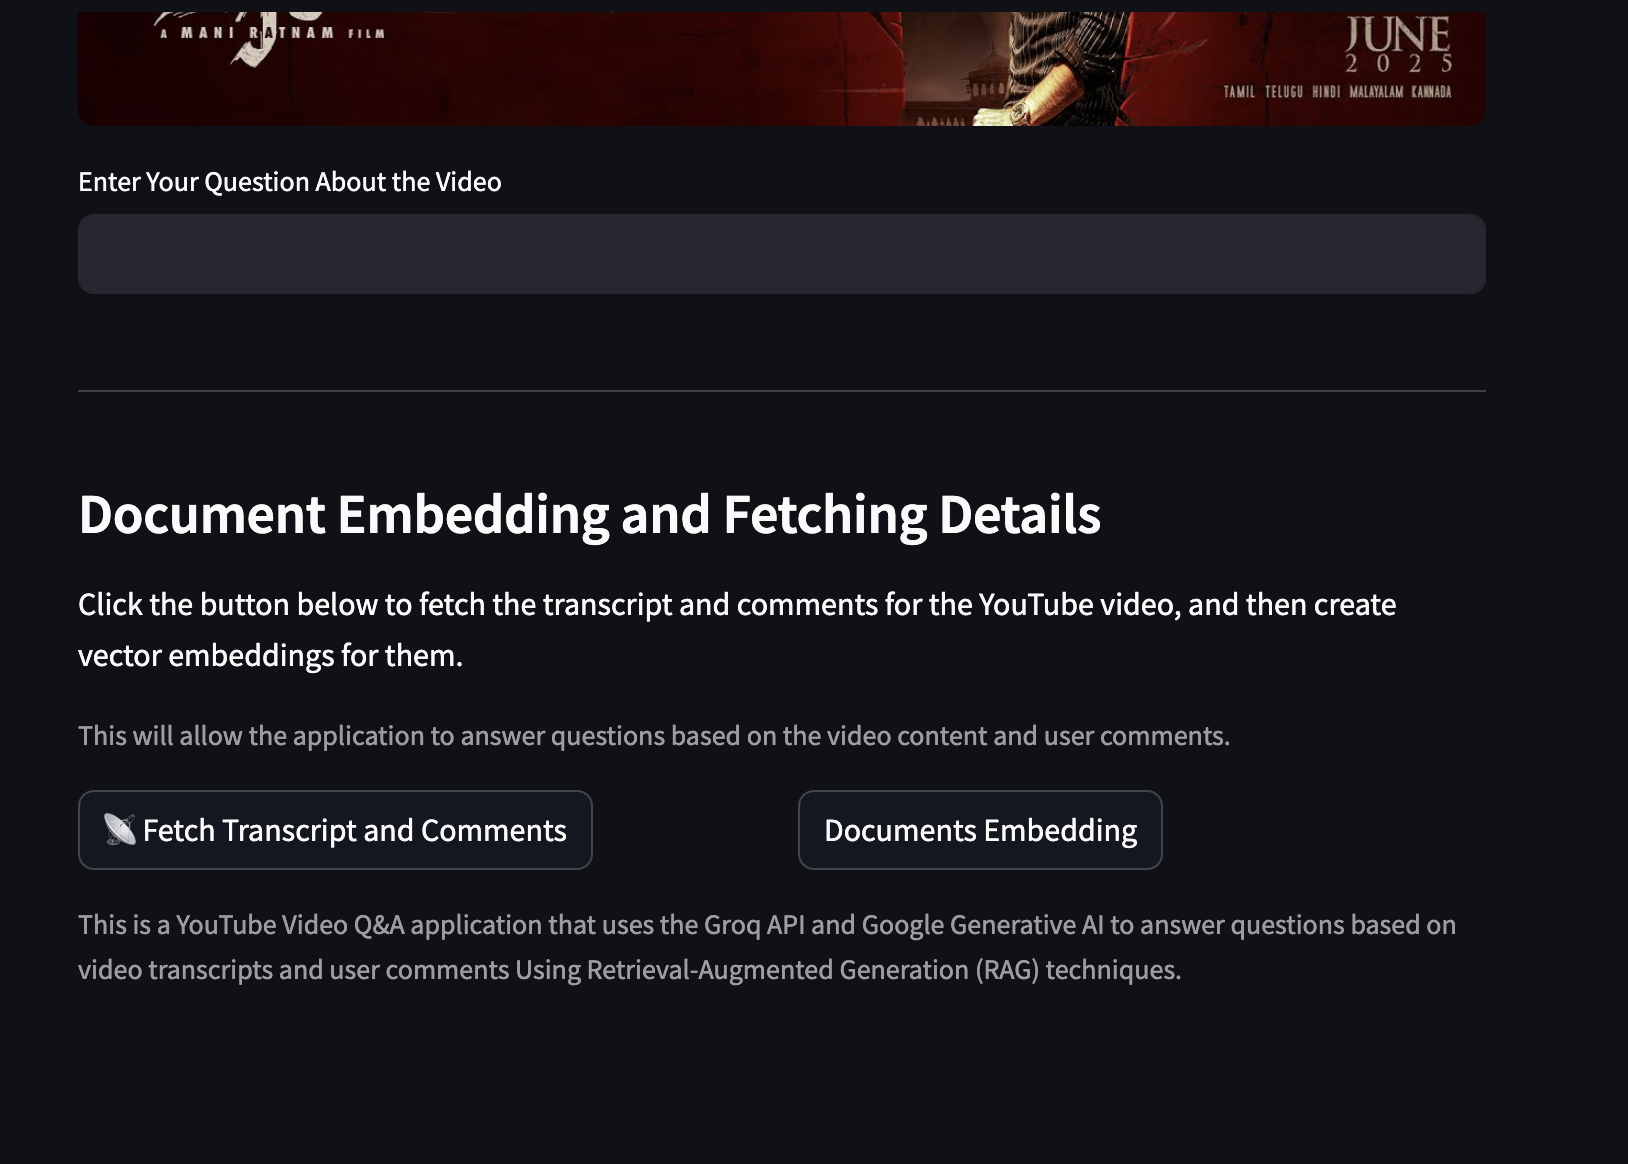 A MANI RATNAM FILM
JUNE
2025
TAMIL TELUGU HINDI MALAYALAM KANNADA
Enter Your Question About the Video
Document Embedding and Fetching Details
Click the button below to fetch the transcript and comments for the YouTube video, and then create
vector embeddings for them.
This will allow the application to answer questions based on the video content and user comments.
Fetch Transcript and Comments
Documents Embedding
This is a YouTube Video Q&A application that uses the Groq API and Google Generative AI to answer questions based on
video transcripts and user comments Using Retrieval-Augmented Generation (RAG) techniques.